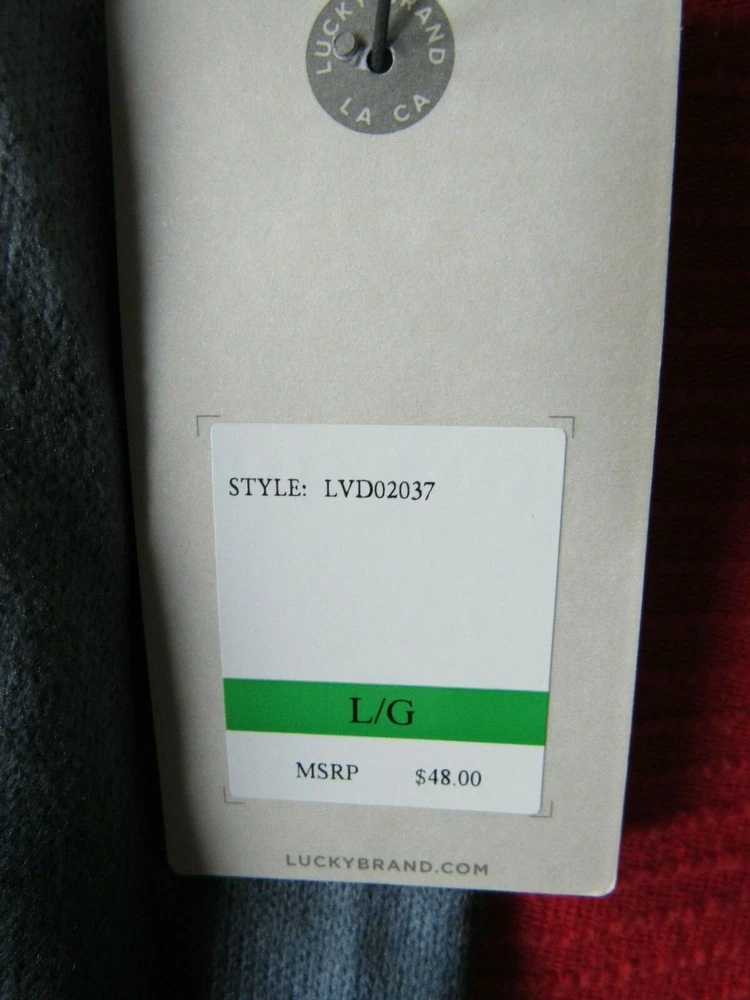 LUCKY BRAND
LA CA
STYLE: LVD02037
L/G
MSRP $48.00
LUCKYBRAND.COM